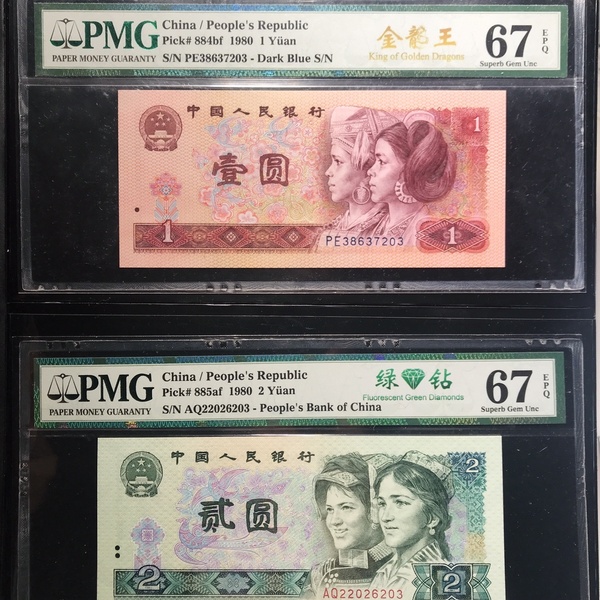 PMG
PAPER MONEY GUARANTY
China / People's Republic
Pick# 884bf 1980 1 Yüan
S/N PE38637203 - Dark Blue S/N
金龍王
King of Golden Dragons
67 EPQ
Superb Gem Unc
中国人民银行
壹圆
1
1
1
PE38637203
PMG
PAPER MONEY GUARANTY
China / People's Republic
Pick# 885af 1980 2 Yüan
S/N AQ22026203 - People's Bank of China
绿钻
Fluorescent Green Diamonds
67 EPQ
Superb Gem Unc
中国人民银行
贰圆
2
2
2
AQ22026203